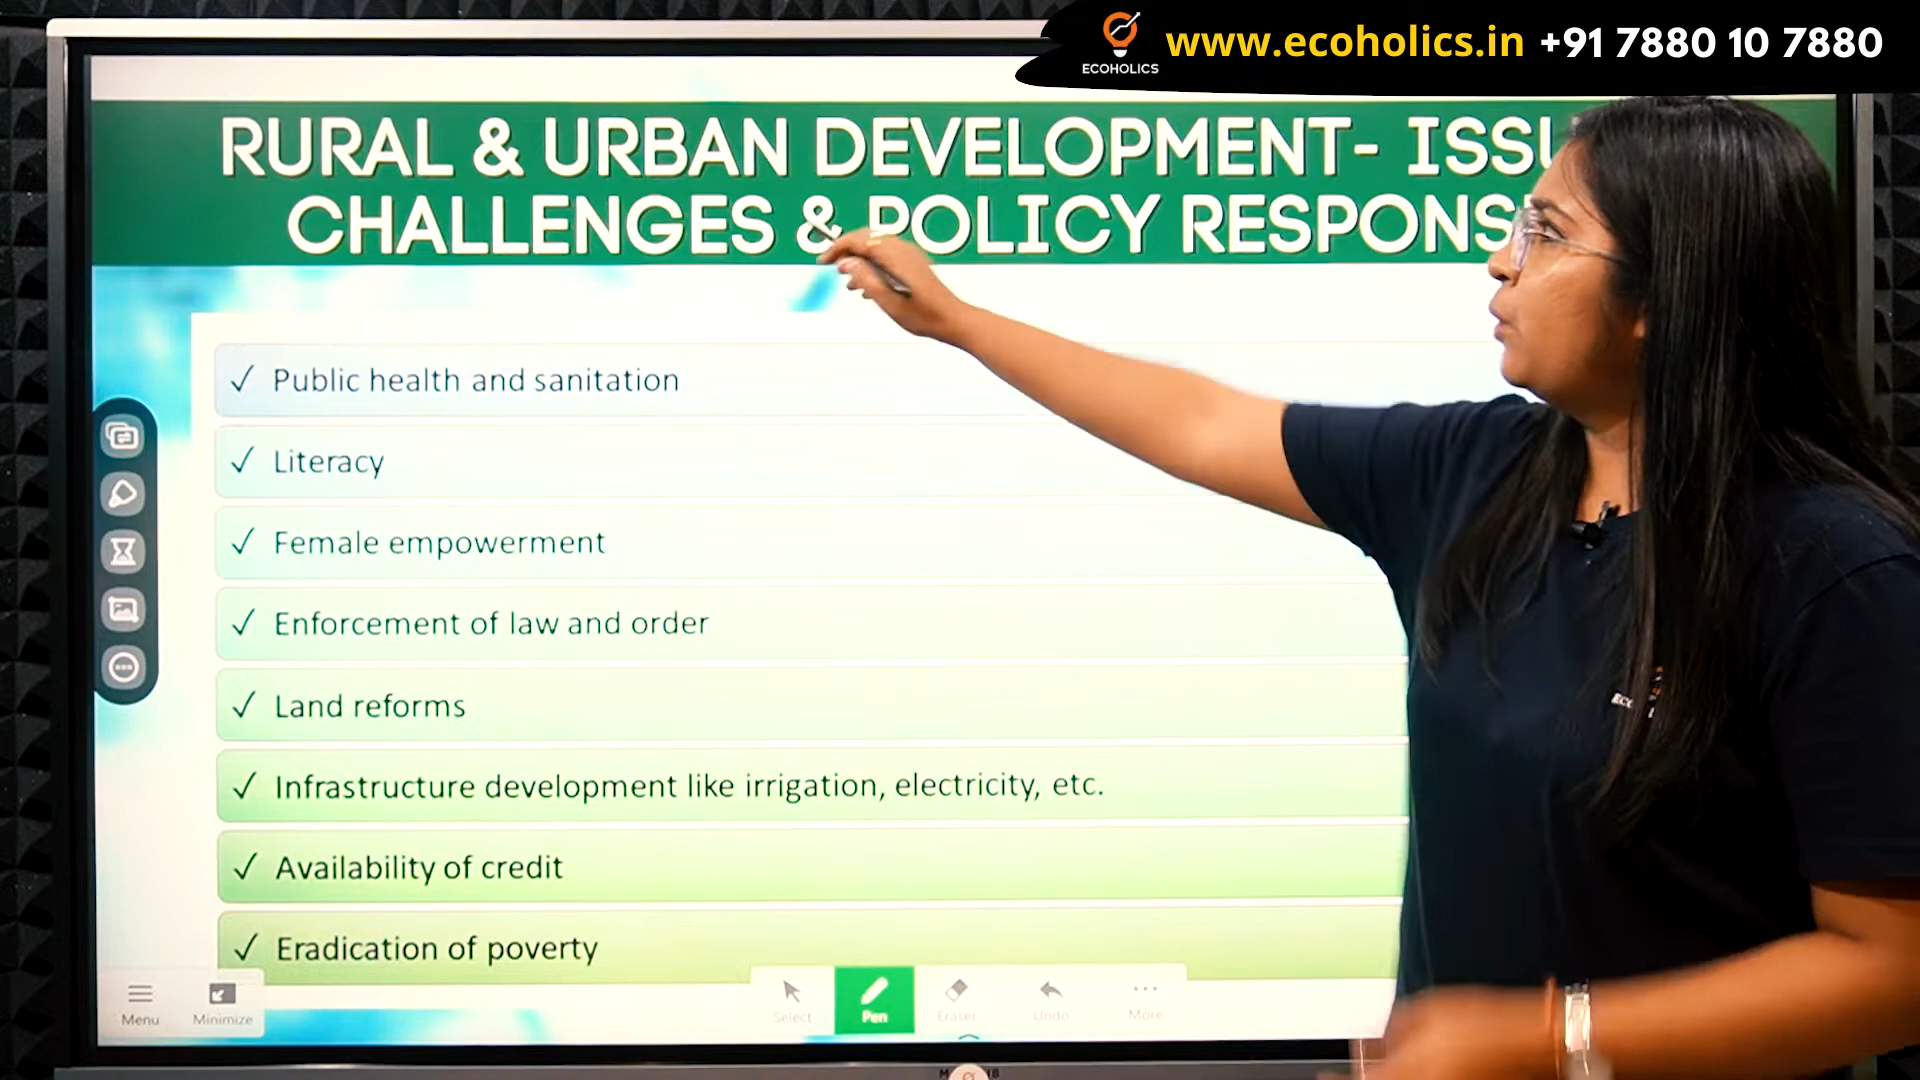 ECOHOLICS
www.ecoholics.in +91 7880 10 7880
RURAL & URBAN DEVELOPMENT-
CHALLENGES & POLICY
✓ Public health and sanitation
✓ Literacy
✓ Female empowerment
✓ Enforcement of law and order
✓ Land reforms
✓ Infrastructure development like irrigation, electricity, etc.
✓ Availability of credit
✓ Eradication of poverty
Menu
Minimize
Select
Pen
Eraser
Undo
More